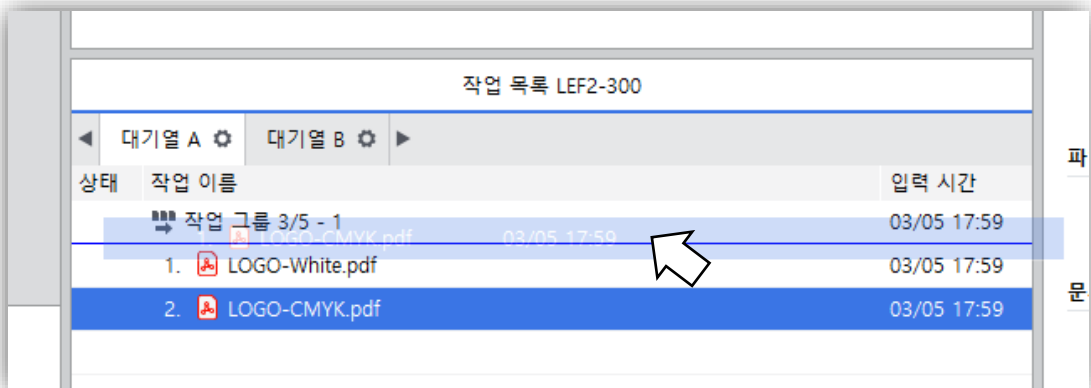 작업 목록 LEF2-300
대기열 A 대기열 B
상태 작업 이름 입력 시간
작업 그룹 3/5 - 1 03/05 17:59
1. LOGO-CMYK.pdf 03/05 17:59
1. LOGO-White.pdf 03/05 17:59
2. LOGO-CMYK.pdf 03/05 17:59
파
문